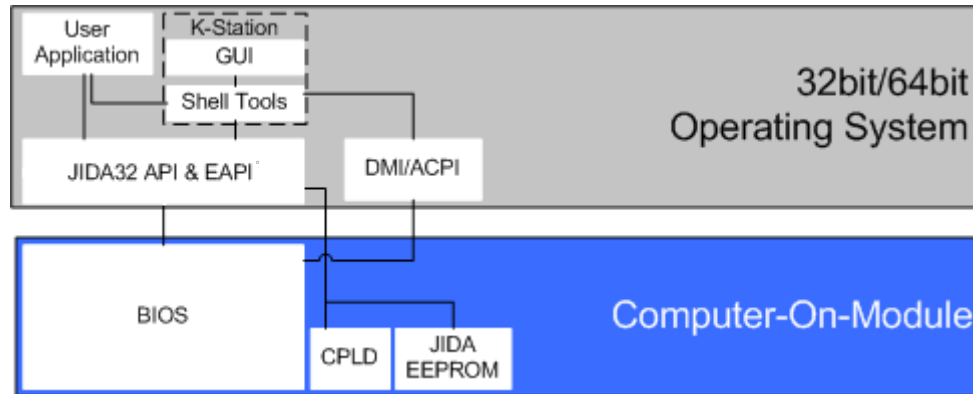 User
Application
K-Station
GUI
Shell Tools
32bit/64bit
Operating System
JIDA32 API & EAPI
DMI/ACPI
BIOS
Computer-On-Module
CPLD
JIDA
EEPROM